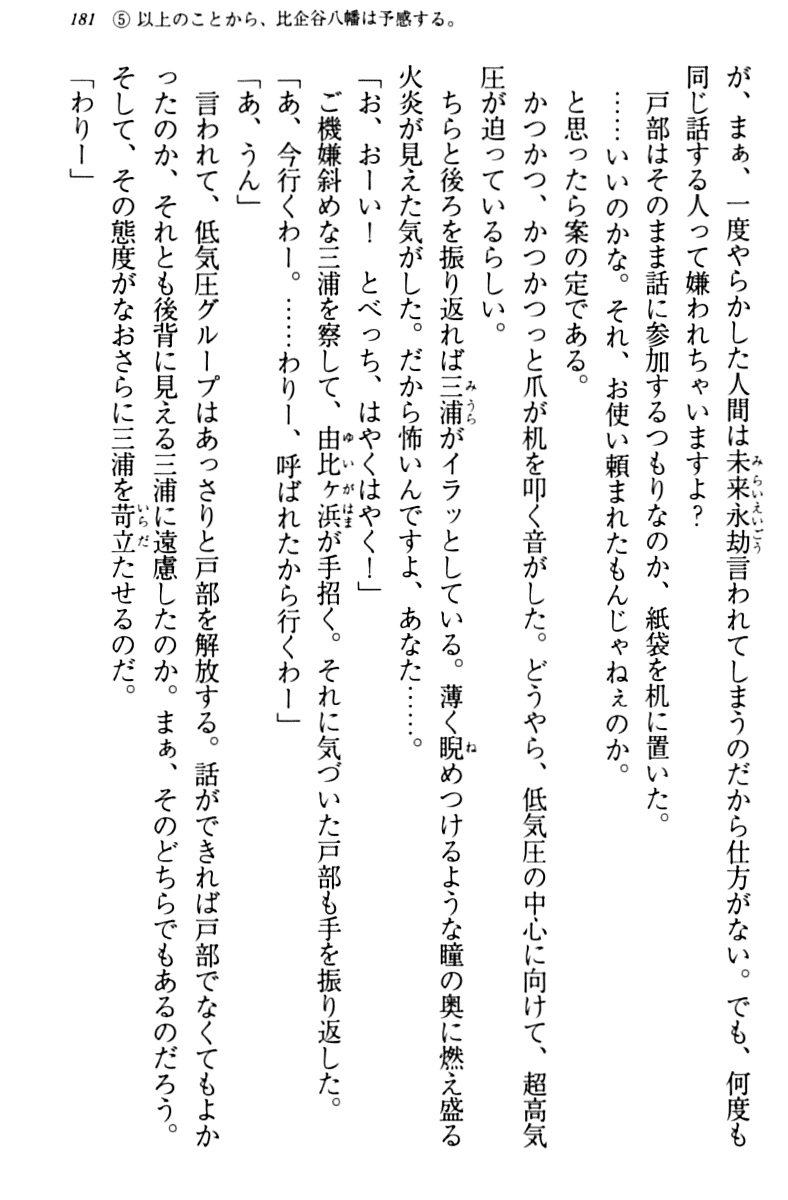 181 ⑤ 以上のことから、比企谷八幡は予感する。
が、まぁ、一度やらかした人間は未来永劫言われてしまうのだから仕方がない。でも、何度も
同じ話する人って嫌われちゃいますよ?
戸部はそのまま話に参加するつもりなのか、紙袋を机に置いた。
……いいのかな。それ、お使い頼まれたもんじゃねぇのか。
と思ったら案の定である。
かつかつ、かつかつっと爪が机を叩く音がした。どうやら、低気圧の中心に向けて、超高気
圧が迫っているらしい。
ちらと後ろを振り返れば三浦がイラッとしている。薄く睨めつけるような瞳の奥に燃え盛る
火炎が見えた気がした。だから怖いんですよ、あなた……。
「お、おーい! とべっち、はやくはやく!」
ご機嫌斜めな三浦を察して、由比ヶ浜が手招く。それに気づいた戸部も手を振り返した。
「あ、今行くわー。……わりー、呼ばれたから行くわー」
「あ、うん」
言われて、低気圧グループはあっさりと戸部を解放する。話ができれば戸部でなくてもよか
ったのか、それとも後背に見える三浦に遠慮したのか。まぁ、そのどちらでもあるのだろう。
そして、その態度がなおさらに三浦を苛立たせるのだ。
「わりー」